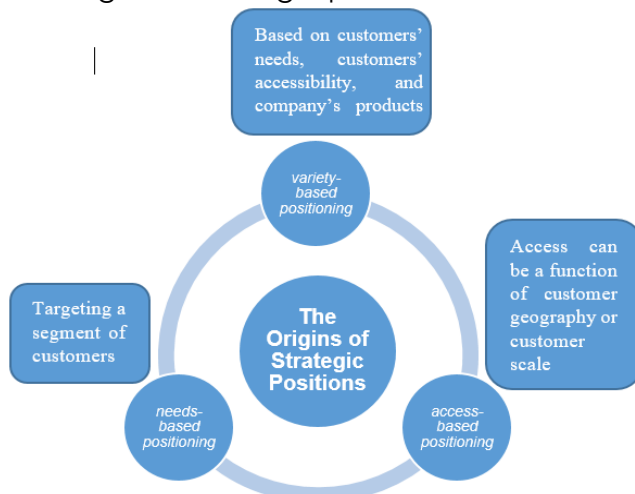 Based on customers'
needs, customers'
accessibility, and
company's products
variety-
based
positioning
Access can
be a function
of customer
geography or
customer
scale
Targeting a
segment of
customers
The
Origins of
Strategic
Positions
needs-
based
positioning
access-
based
positioning